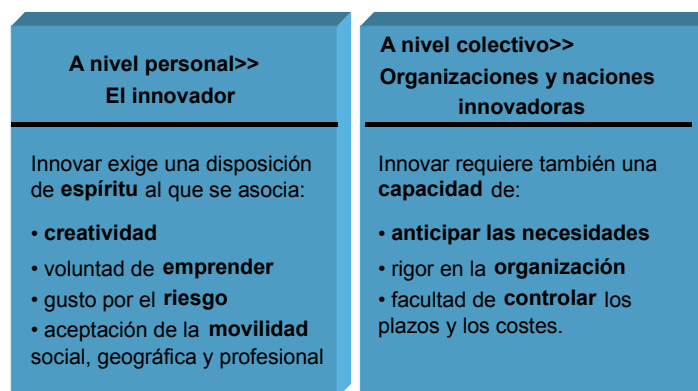 A nivel personal>>
El innovador
Innovar exige una disposición
de espíritu al que se asocia:
• creatividad
• voluntad de emprender
• gusto por el riesgo
• aceptación de la movilidad
social, geográfica y profesional
A nivel colectivo>>
Organizaciones y naciones
innovadoras
Innovar requiere también una
capacidad de:
• anticipar las necesidades
• rigor en la organización
• facultad de controlar los
plazos y los costes.